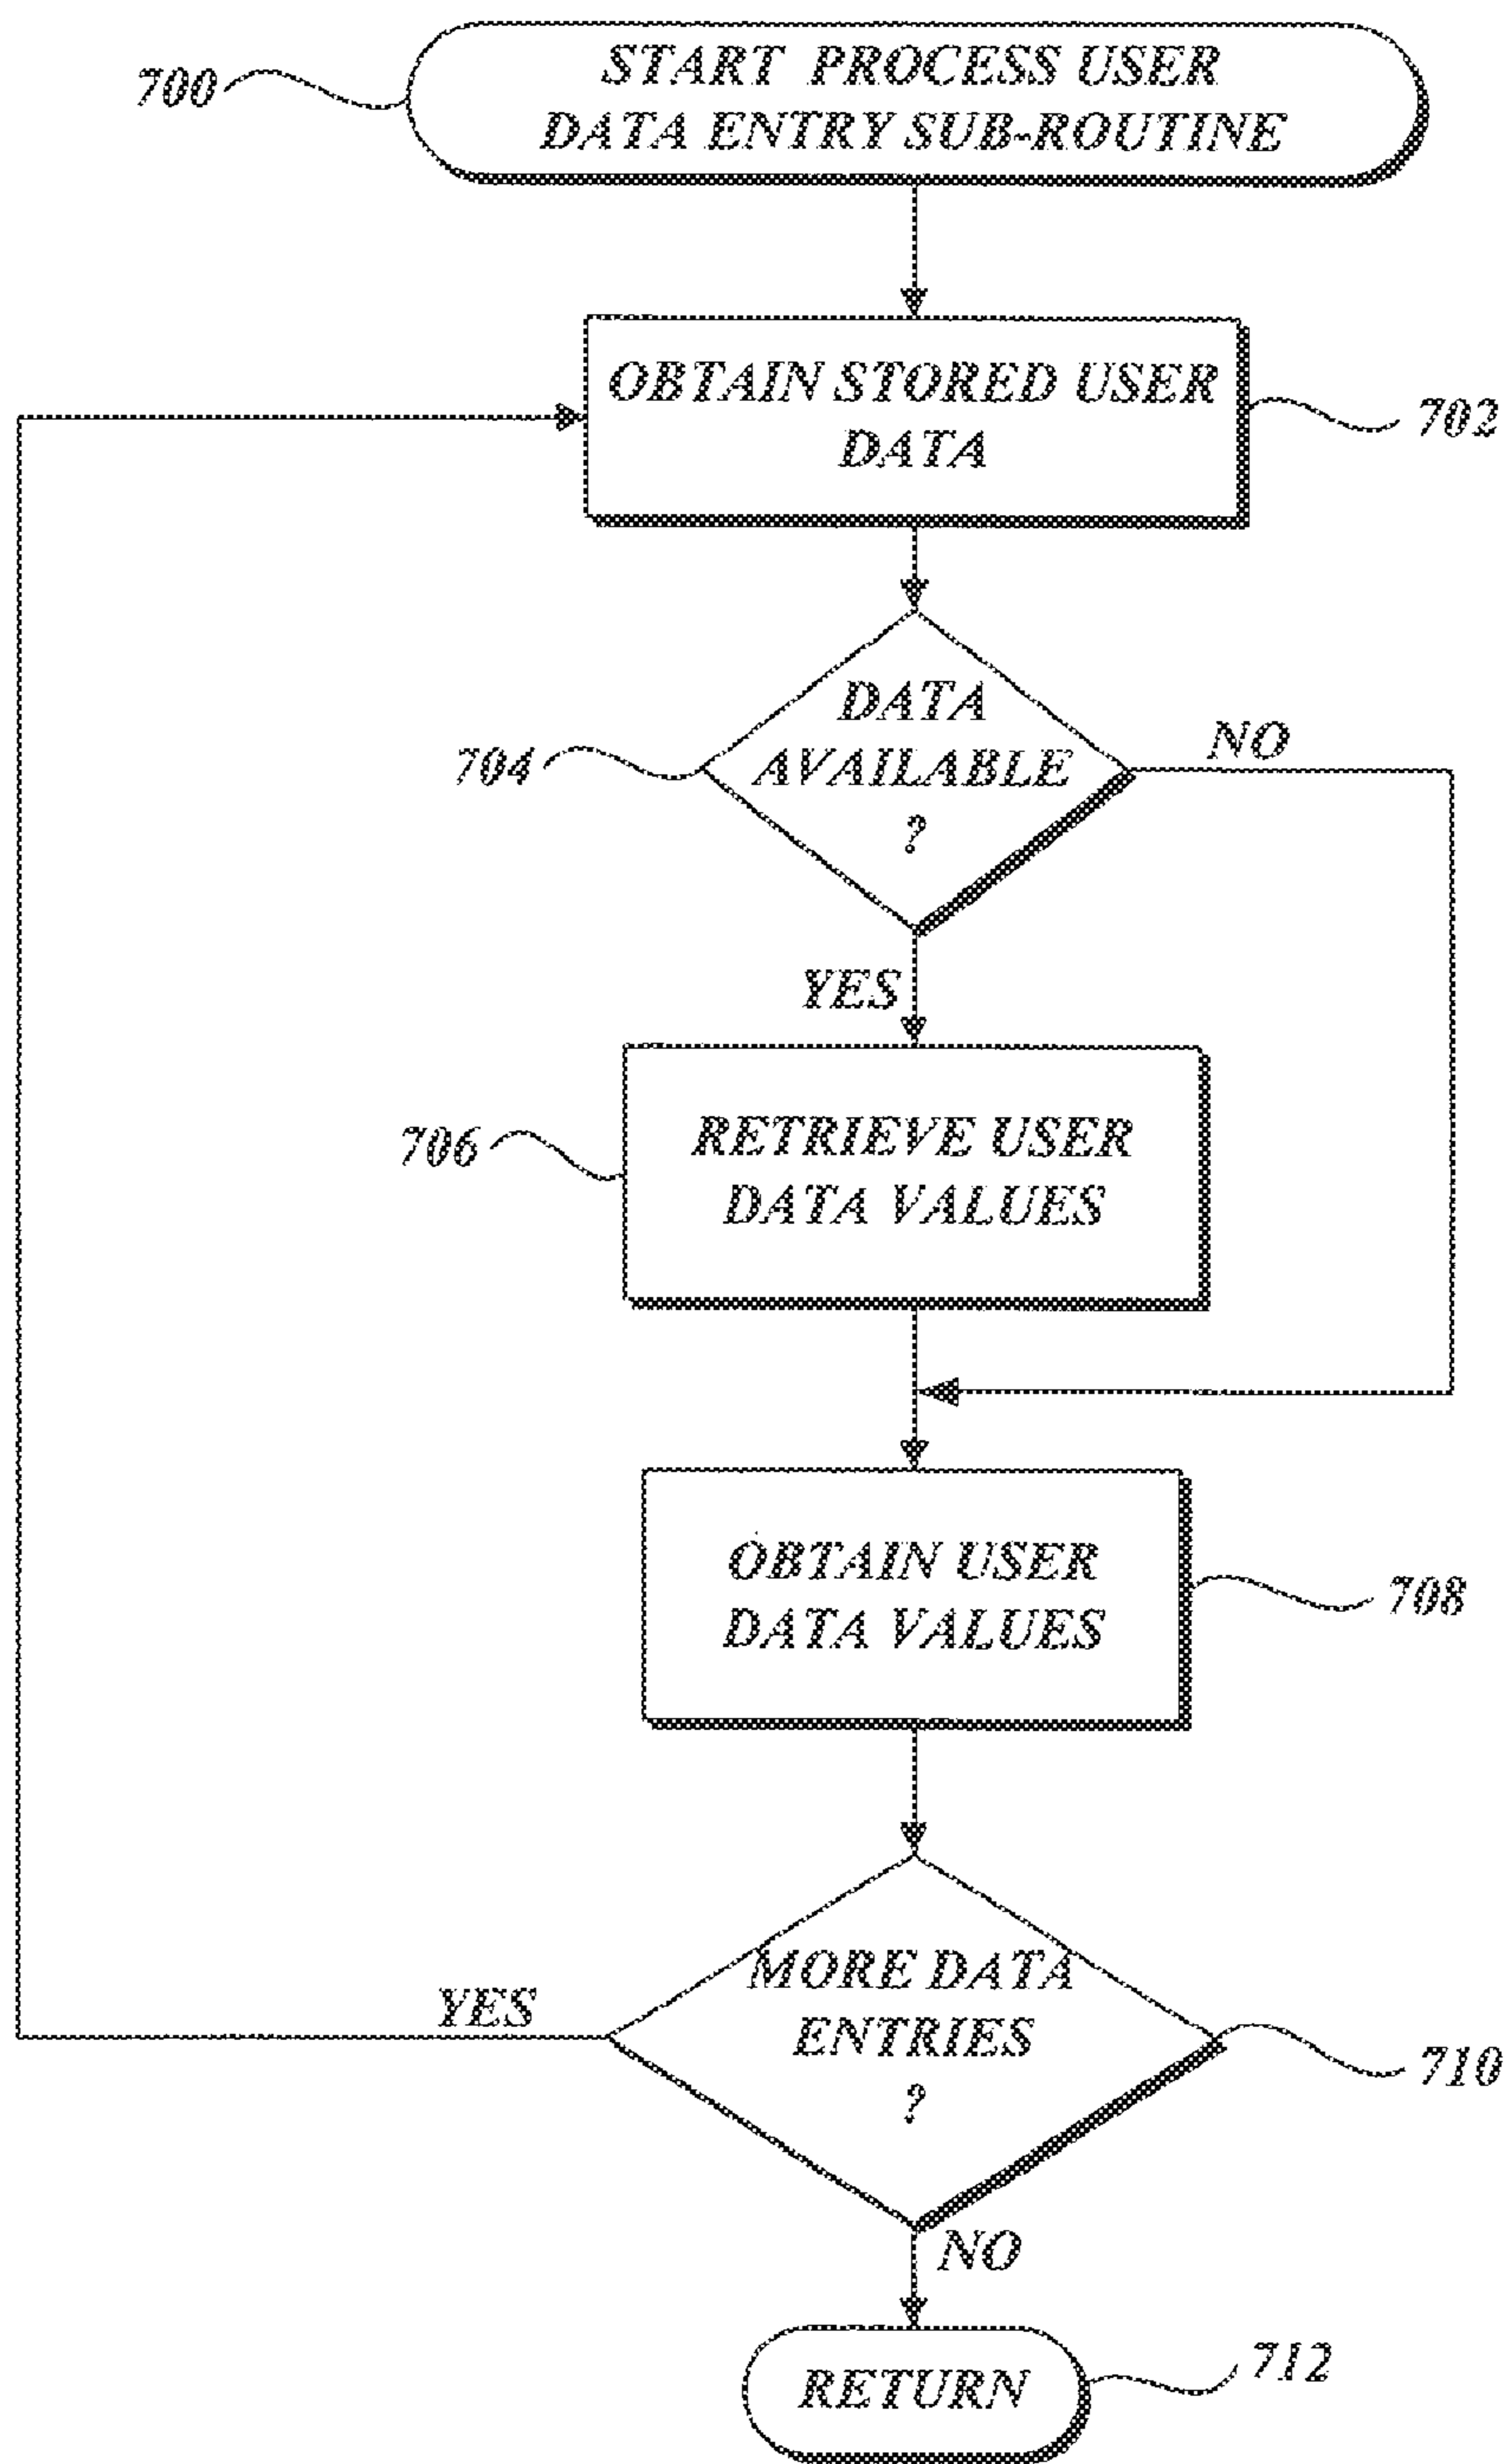 700
START PROCESS USER
DATA ENTRY SUB-ROUTINE
OBTAIN STORED USER
DATA
702
DATA
AVAILABLE
?
704
NO
YES
706
RETRIEVE USER
DATA VALUES
OBTAIN USER
DATA VALUES
708
MORE DATA
ENTRIES
?
YES
710
NO
RETURN
712